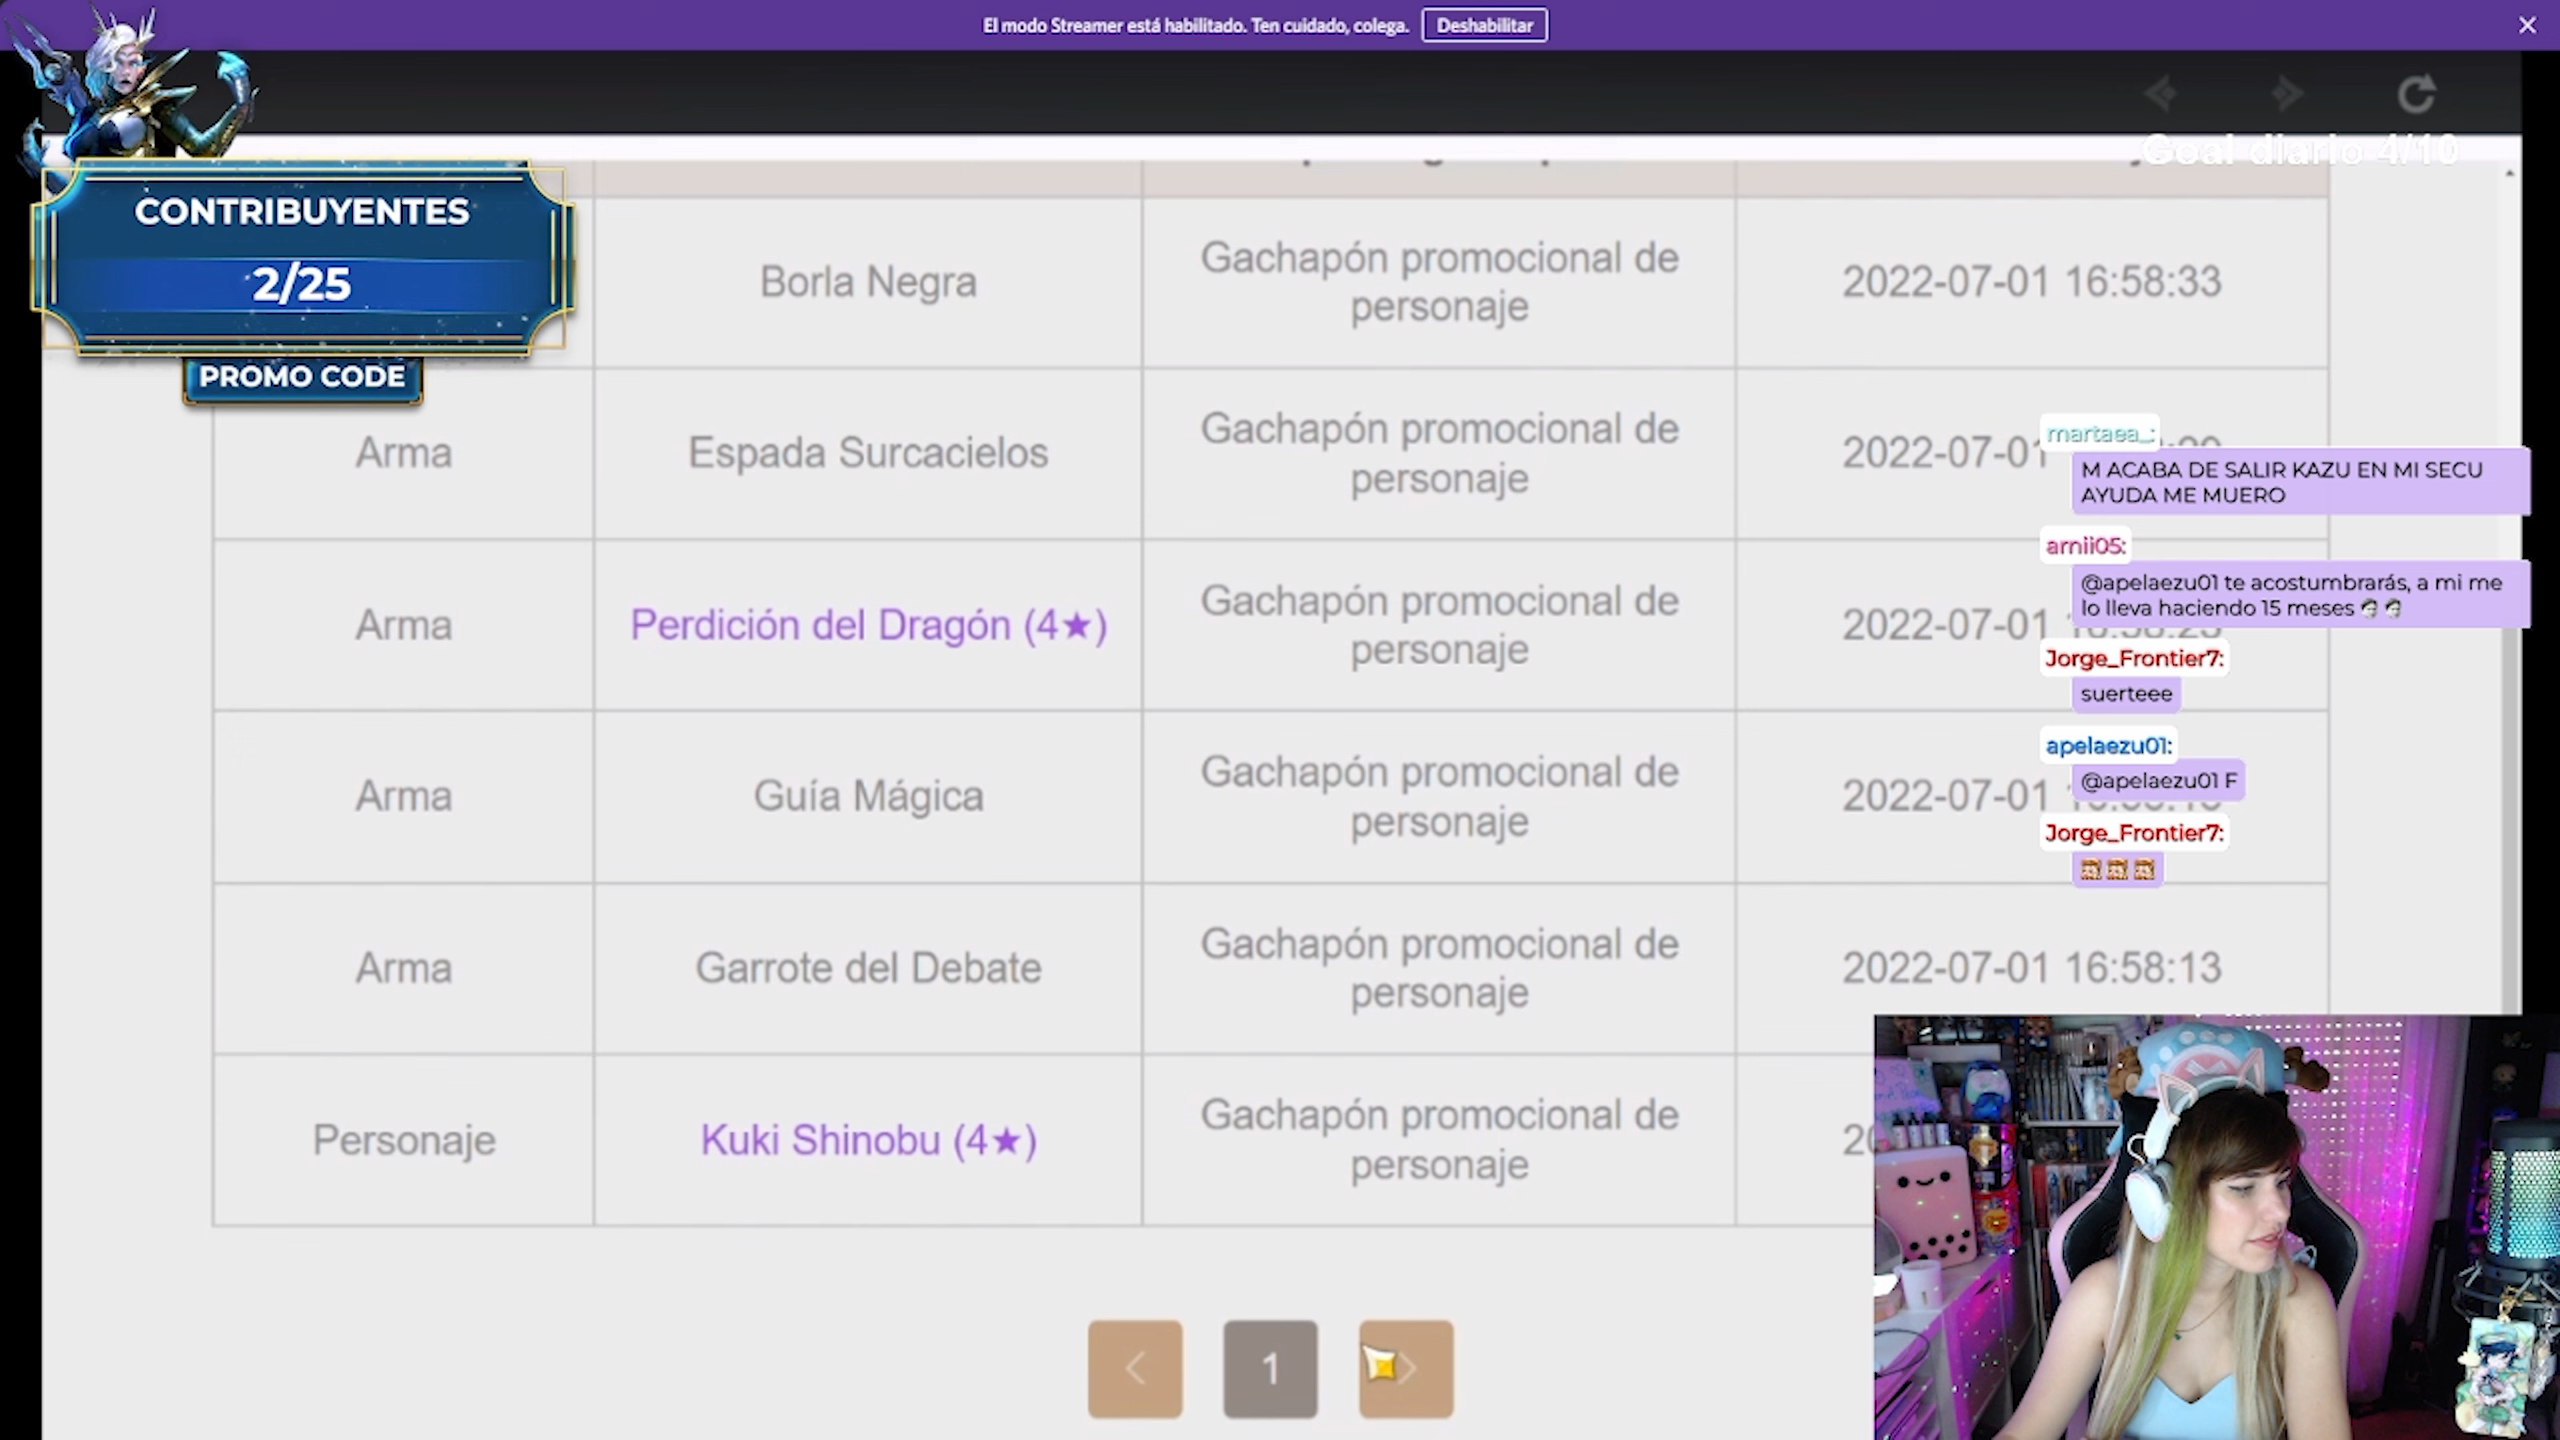 El modo Streamer está habilitado. Ten cuidado, colega.
Deshabilitar
Goal diario 4/10
CONTRIBUYENTES
2/25
PROMO CODE
Borla Negra
Gachapón promocional de
personaje
2022-07-01 16:58:33
Arma
Espada Surcacielos
Gachapón promocional de
personaje
2022-07-01
Arma
Perdición del Dragón (4★)
Gachapón promocional de
personaje
2022-07-01
Arma
Guía Mágica
Gachapón promocional de
personaje
2022-07-01
Arma
Garrote del Debate
Gachapón promocional de
personaje
2022-07-01 16:58:13
Personaje
Kuki Shinobu (4★)
Gachapón promocional de
personaje
martaea_:
M ACABA DE SALIR KAZU EN MI SECU
AYUDA ME MUERO
arnii05:
@apelaezu01 te acostumbrarás, a mi me
lo lleva haciendo 15 meses
Jorge_Frontier7:
suerteee
apelaezu01:
@apelaezu01 F
Jorge_Frontier7:
1